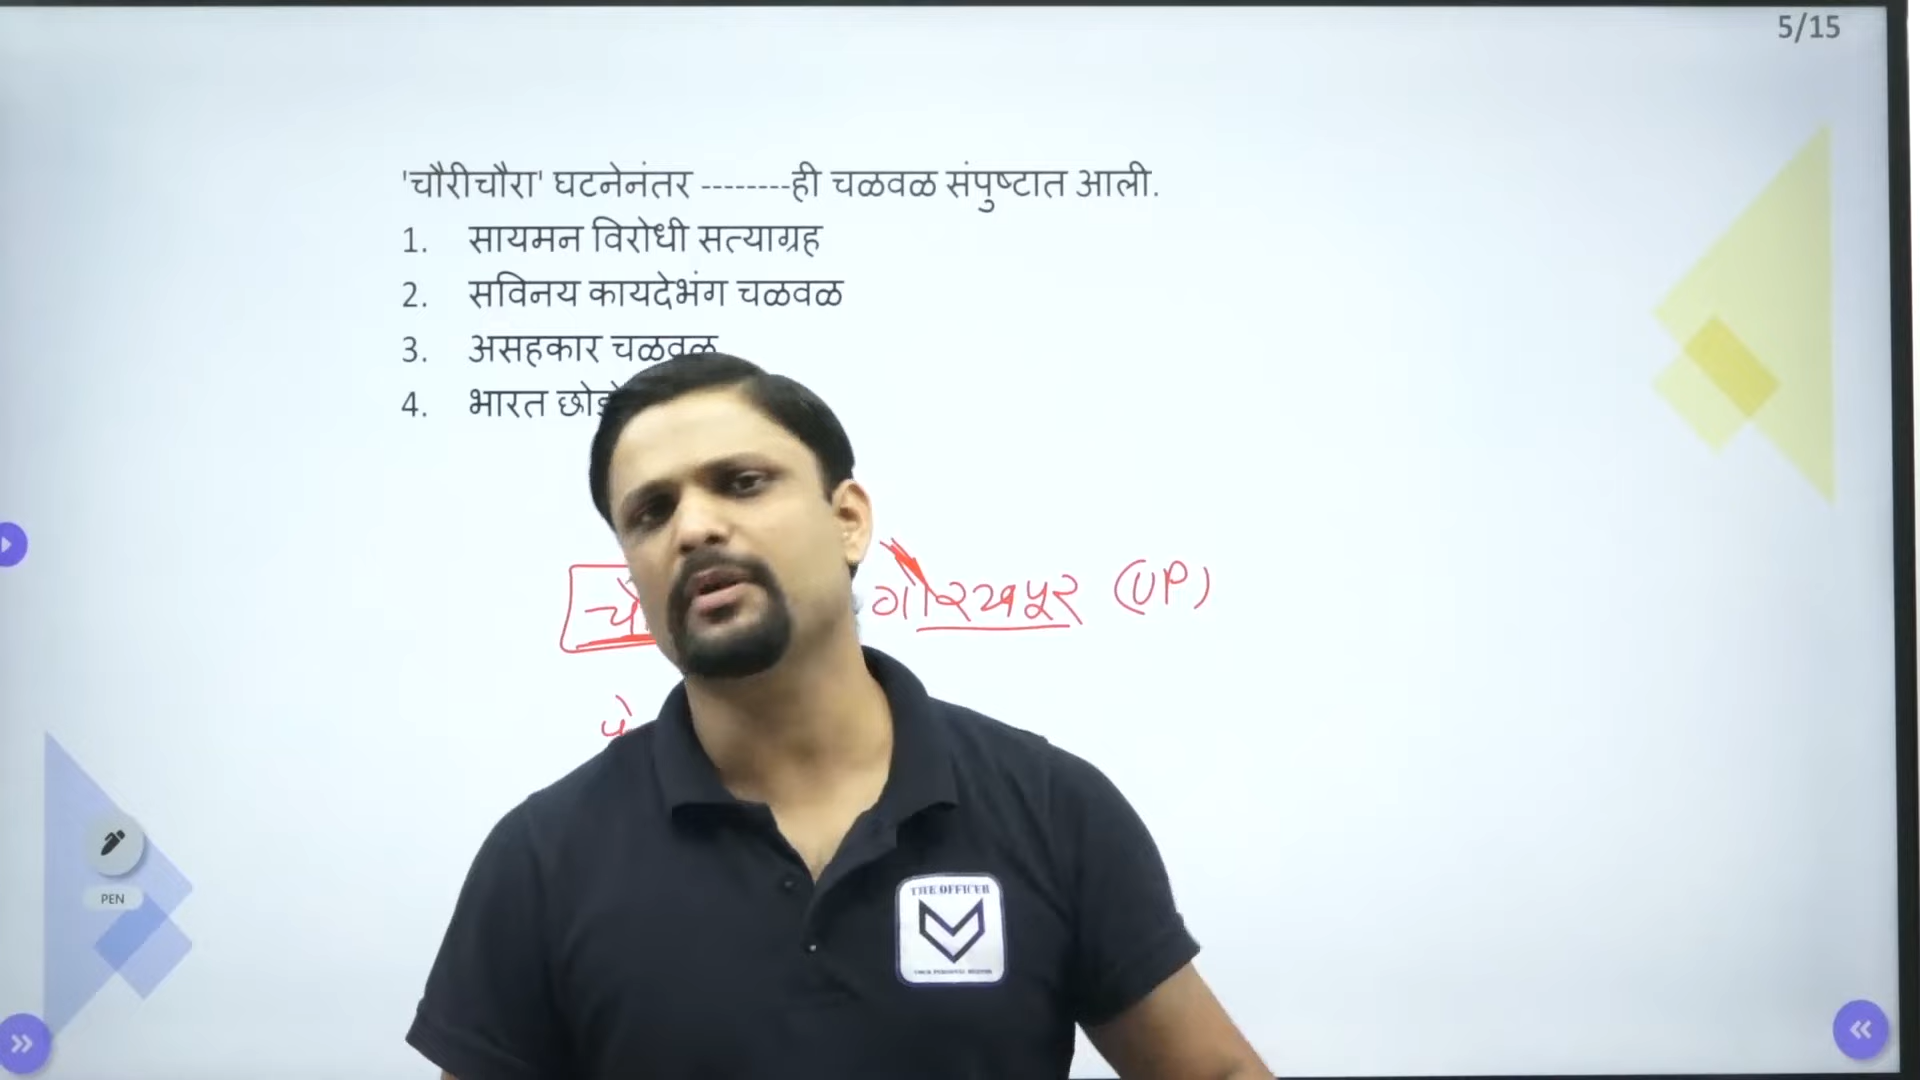 5/15
'चौरीचौरा' घटनेनंतर --------ही चळवळ संपुष्टात आली.
1. सायमन विरोधी सत्याग्रह
2. सविनय कायदेभंग चळवळ
3. असहकार चळवळ
4. भारत
गोरखपूर (UP)
PEN
THE OFFICER